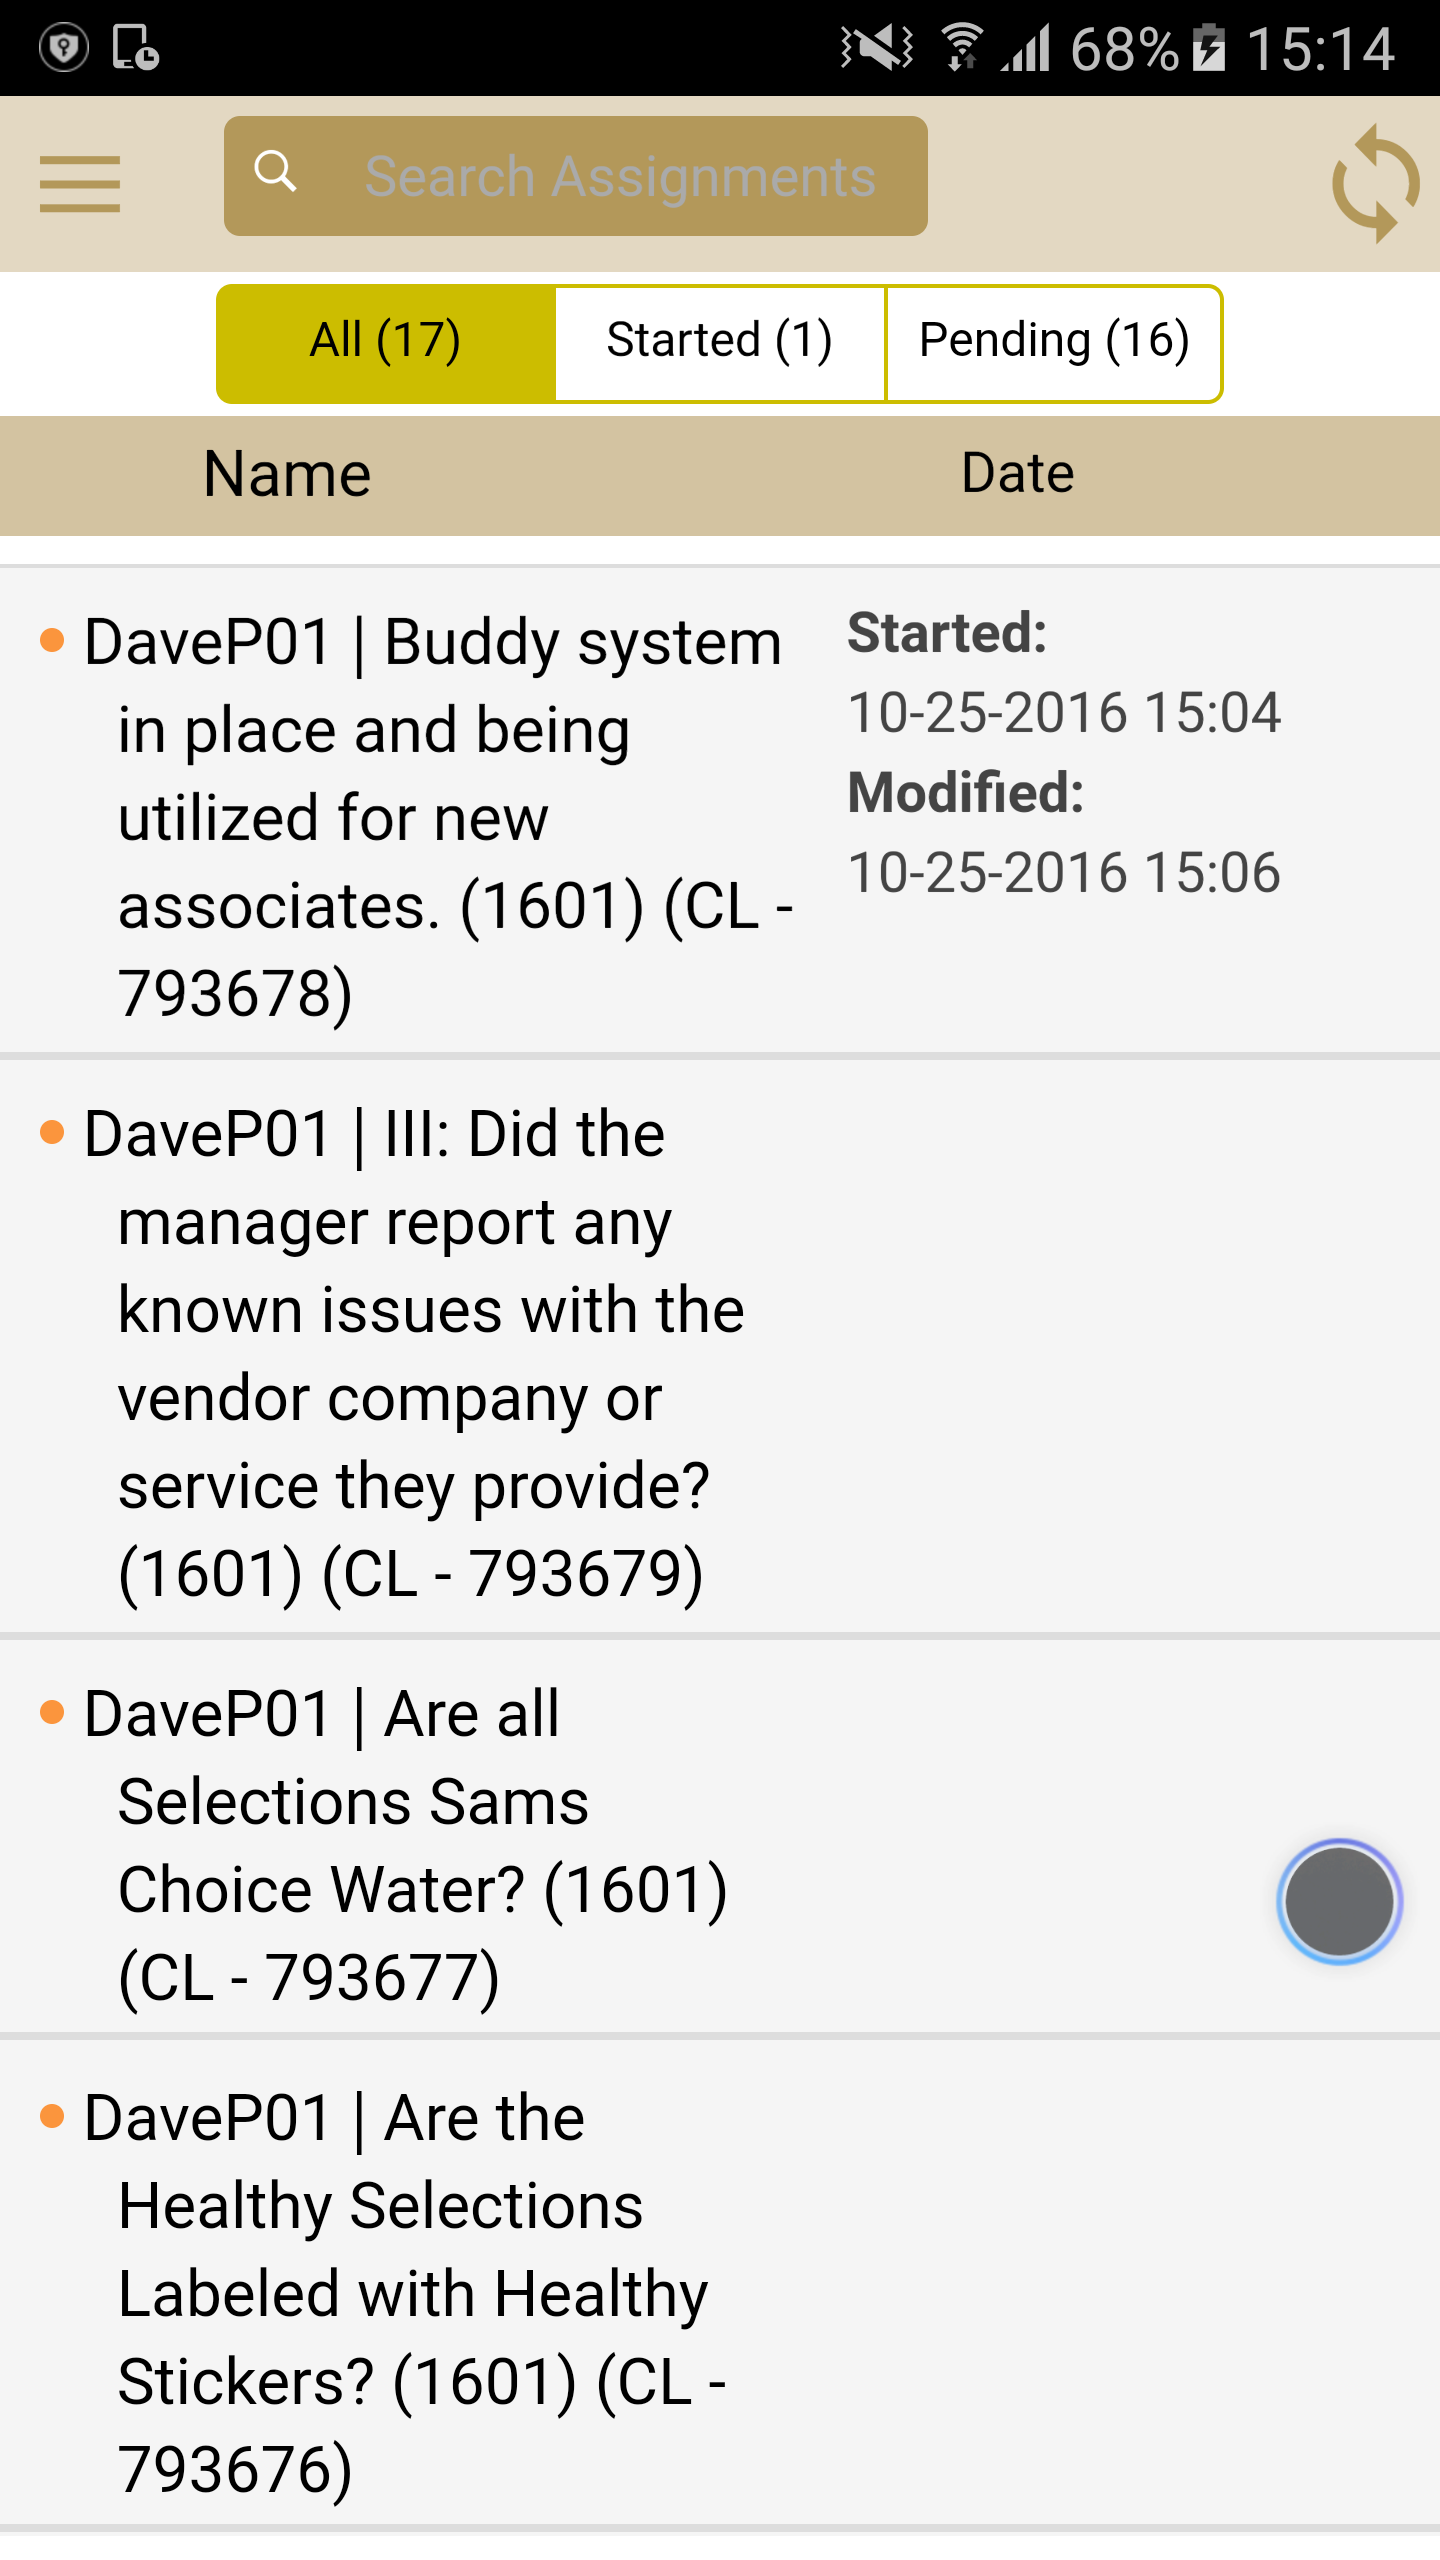 68% 15:14
Search Assignments
All (17) Started (1) Pending (16)
Name Date
DaveP01 | Buddy system
in place and being
utilized for new
associates. (1601) (CL -
793678)
Started:
10-25-2016 15:04
Modified:
10-25-2016 15:06
DaveP01 | III: Did the
manager report any
known issues with the
vendor company or
service they provide?
(1601) (CL - 793679)
DaveP01 | Are all
Selections Sams
Choice Water? (1601)
(CL - 793677)
DaveP01 | Are the
Healthy Selections
Labeled with Healthy
Stickers? (1601) (CL -
793676)